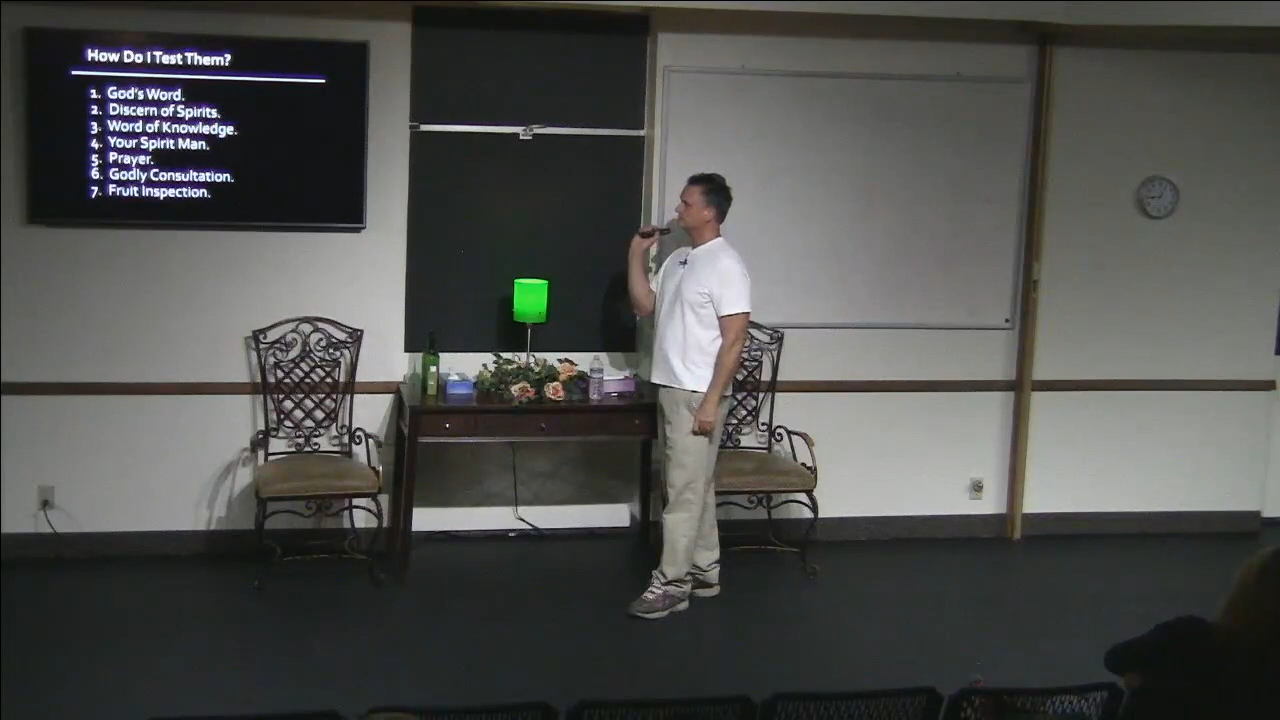 How Do I Test Them?
1. God's Word.
2. Discern of Spirits.
3. Word of Knowledge.
4. Your Spirit Man.
5. Prayer.
6. Godly Consultation.
7. Fruit Inspection.